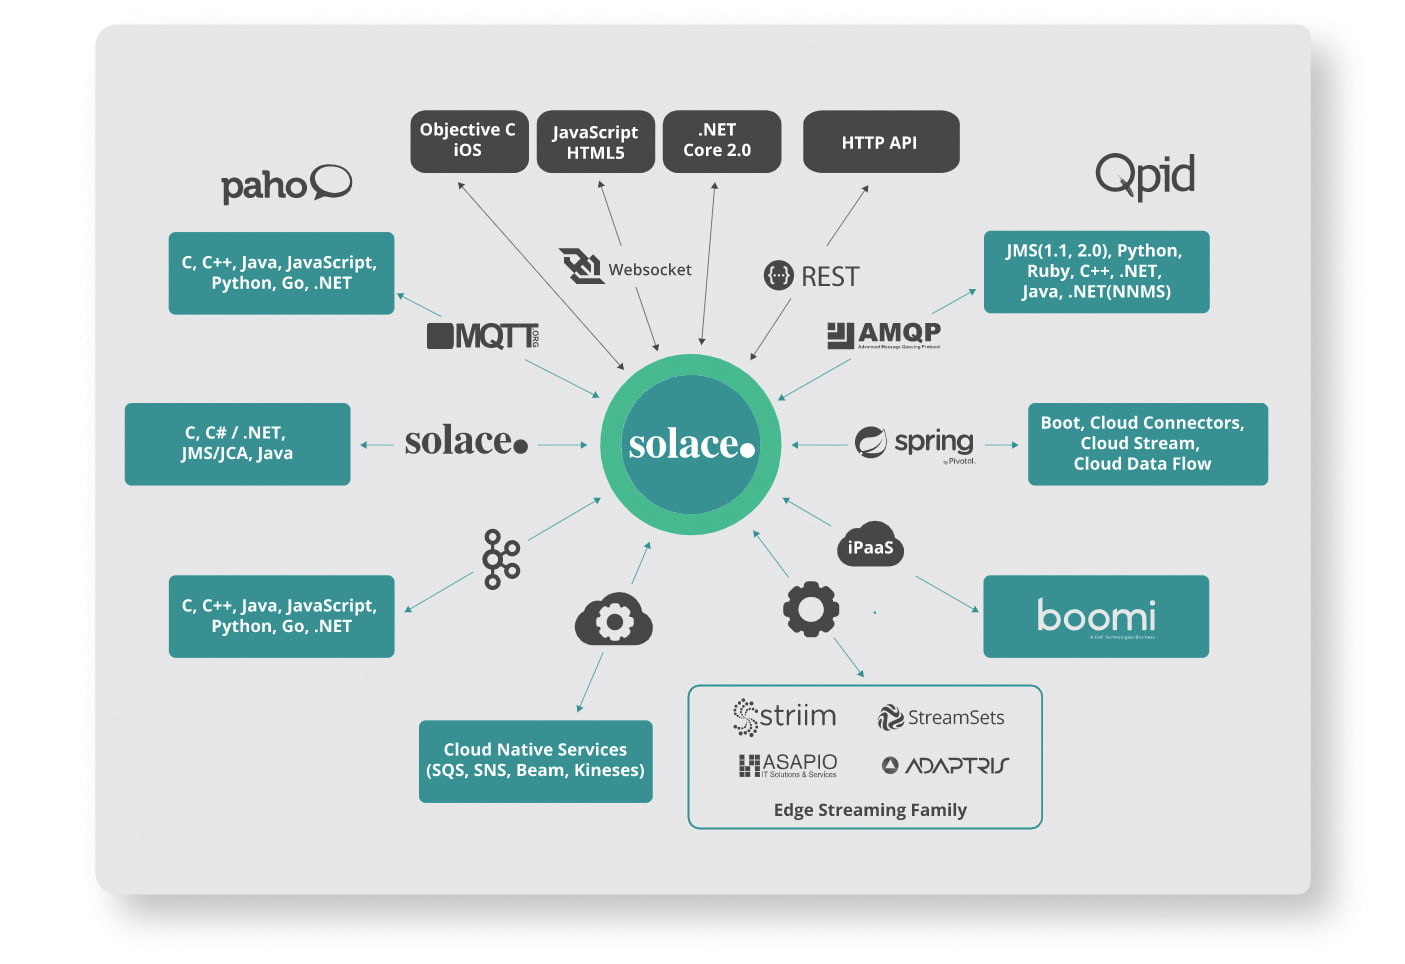 Objective C
iOS
JavaScript
HTML5
.NET
Core 2.0
HTTP API
paho
Qpid
C, C++, Java, JavaScript,
Python, Go, .NET
JMS(1.1, 2.0), Python,
Ruby, C++, .NET,
Java, .NET(NNMS)
Websocket
REST
MQTT.ORG
AMQP
Advanced Message Queuing Protocol
C, C# / .NET,
JMS/JCA, Java
solace.
solace.
spring
by Pivotal.
Boot, Cloud Connectors,
Cloud Stream,
Cloud Data Flow
iPaaS
C, C++, Java, JavaScript,
Python, Go, .NET
boomi
A Dell Technologies Business
Cloud Native Services
(SQS, SNS, Beam, Kineses)
striim
StreamSets
ASAPIO
IT Solutions & Services
ADAPTRIS
Edge Streaming Family